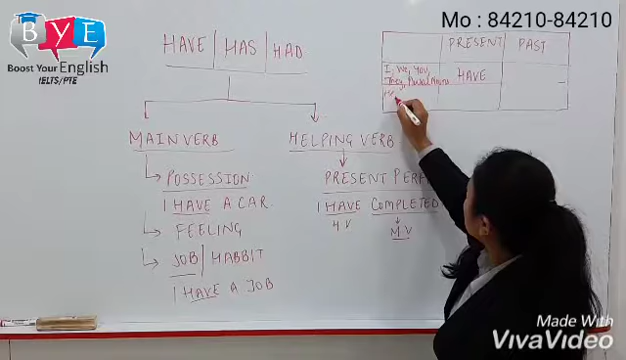 Mo : 84210-84210
BYE
Boost Your English
IELTS/PTE
HAVE | HAS | HAD
PRESENT PAST
I, We, You,
They, Plural Nouns HAVE
MAIN VERB
HELPING VERB
POSSESSION
I HAVE A CAR
FEELING
JOB | HABBIT
I HAVE A JOB
PRESENT PERF
I HAVE COMPLETED
HV
MV
Made With
VivaVideo